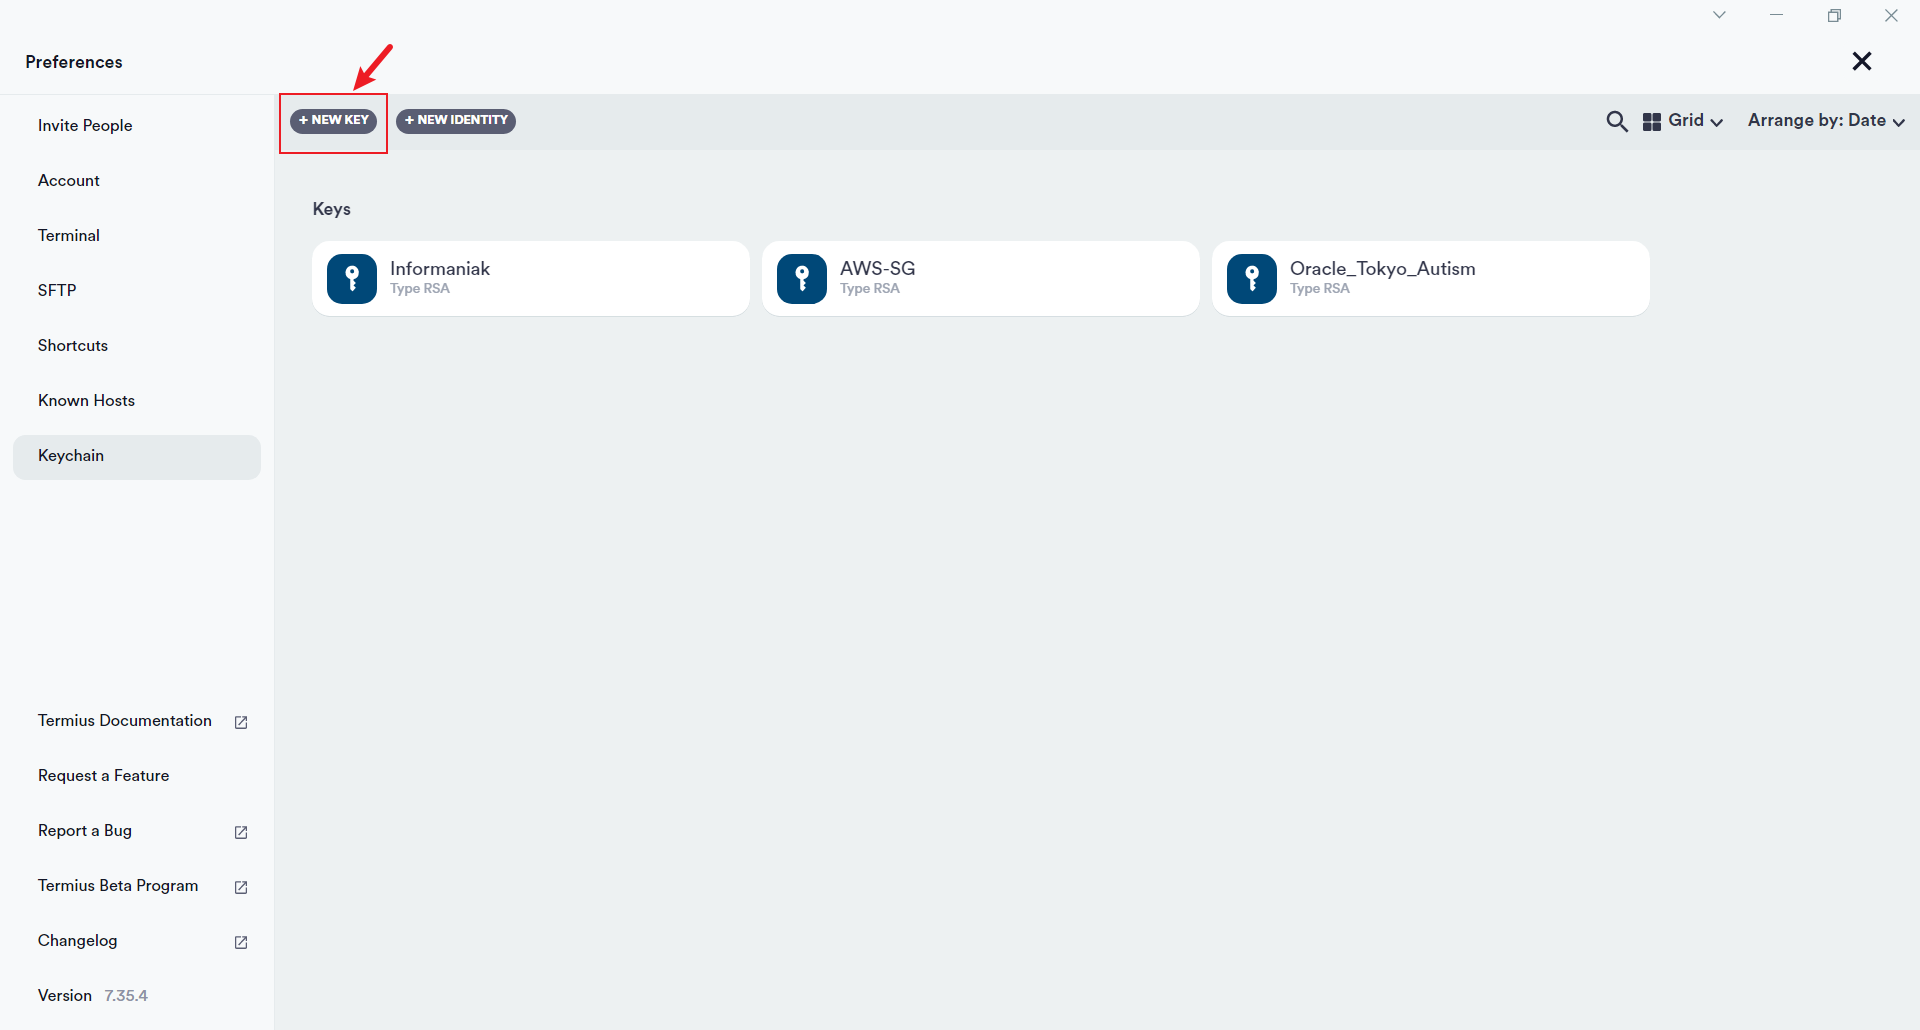 Preferences
Invite People
Account
Terminal
SFTP
Shortcuts
Known Hosts
Keychain
Termius Documentation
Request a Feature
Report a Bug
Termius Beta Program
Changelog
Version 7.35.4
+ NEW KEY
+ NEW IDENTITY
Grid
Arrange by: Date
Keys
Informaniak
Type RSA
AWS-SG
Type RSA
Oracle_Tokyo_Autism
Type RSA